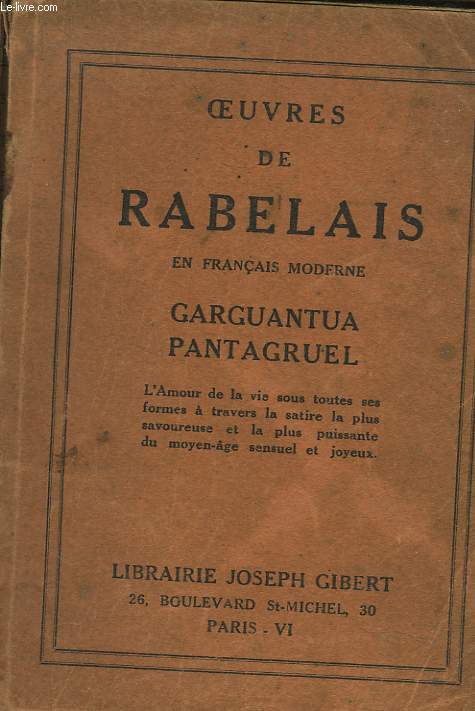 Le-livre.com
ŒUVRES
DE
RABELAIS
EN FRANÇAIS MODERNE
GARGUANTUA
PANTAGRUEL
L'Amour de la vie sous toutes ses
formes à travers la satire la plus
savoureuse et la plus puissante
du moyen-âge sensuel et joyeux.
LIBRAIRIE JOSEPH GIBERT
26, BOULEVARD St-MICHEL, 30
PARIS - VI